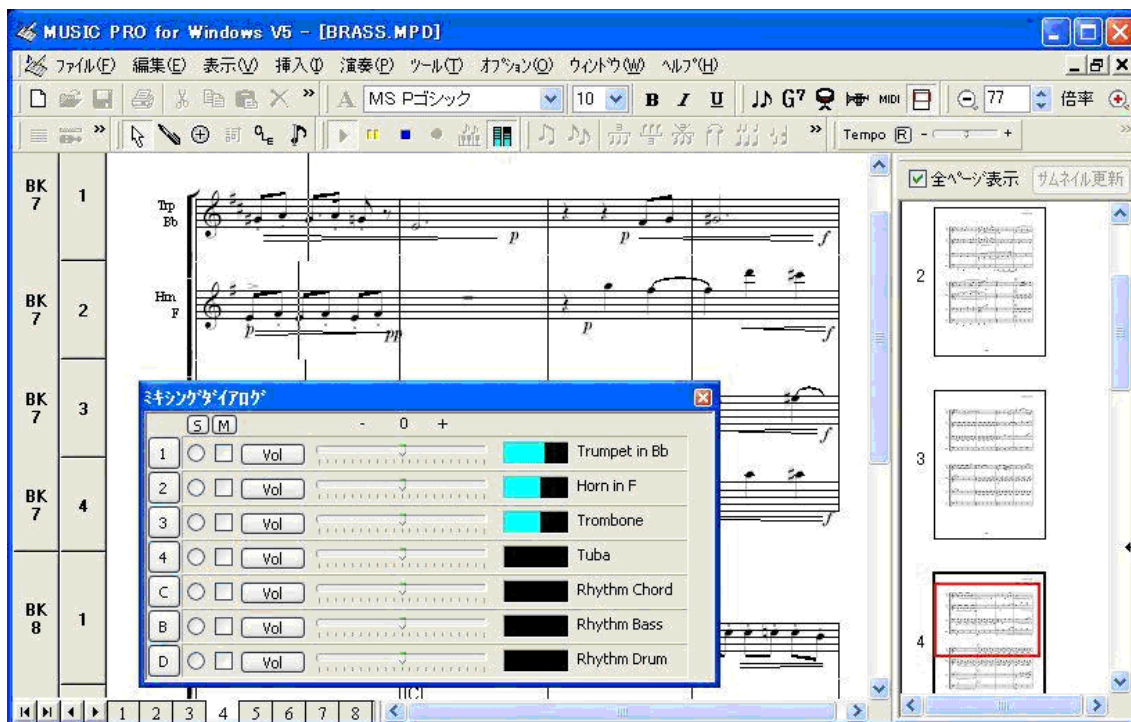 MUSIC PRO for Windows V5 - [BRASS.MPD]
ファイル(F) 編集(E) 表示(V) 挿入(I) 演奏(P) ツール(T) オプション(O) ウィンドウ(W) ヘルプ(H)
A MS Pゴシック 10 B I U G7 MIDI 77 倍率
Tempo R - +
BK 7 1
Trp Bb
p p f
BK 7 2
Hrn F
p pp p f
BK 7 3
f
BK 7 4
f
BK 8 1
ミキシングダイアログ
S M - 0 +
1 Vol Trumpet in Bb
2 Vol Horn in F
3 Vol Trombone
4 Vol Tuba
C Vol Rhythm Chord
B Vol Rhythm Bass
D Vol Rhythm Drum
[C]
1 2 3 4 5 6 7 8
全ページ表示 サムネイル更新
2
3
4